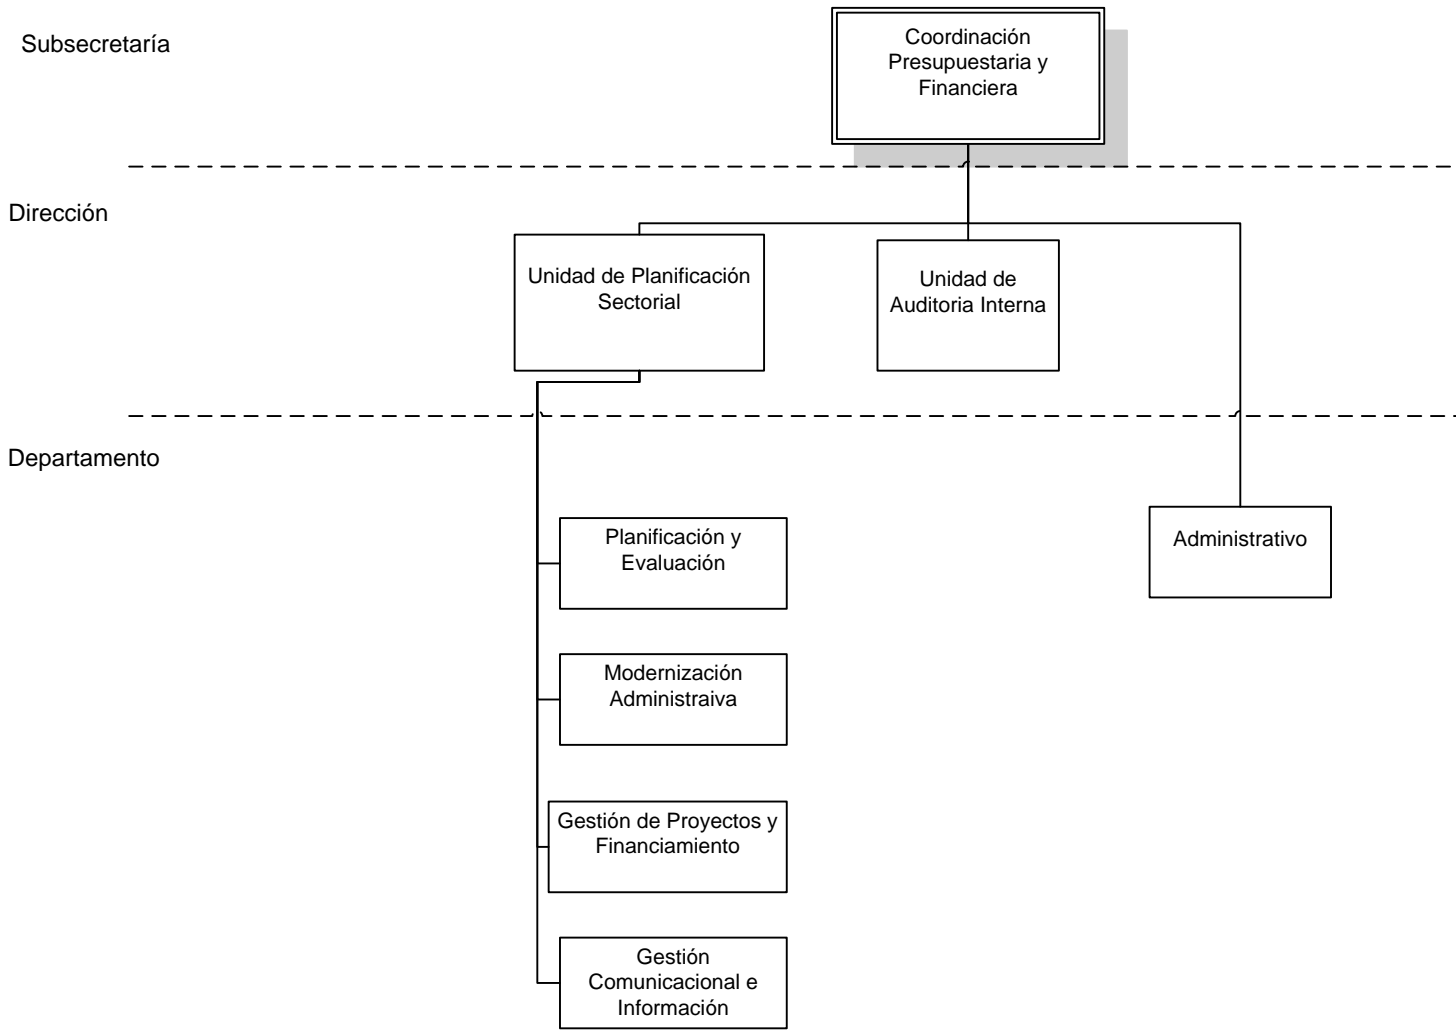 Subsecretaría
Coordinación
Presupuestaria y
Financiera
Dirección
Unidad de Planificación
Sectorial
Unidad de
Auditoria Interna
Departamento
Planificación y
Evaluación
Administrativo
Modernización
Administraiva
Gestión de Proyectos y
Financiamiento
Gestión
Comunicacional e
Información